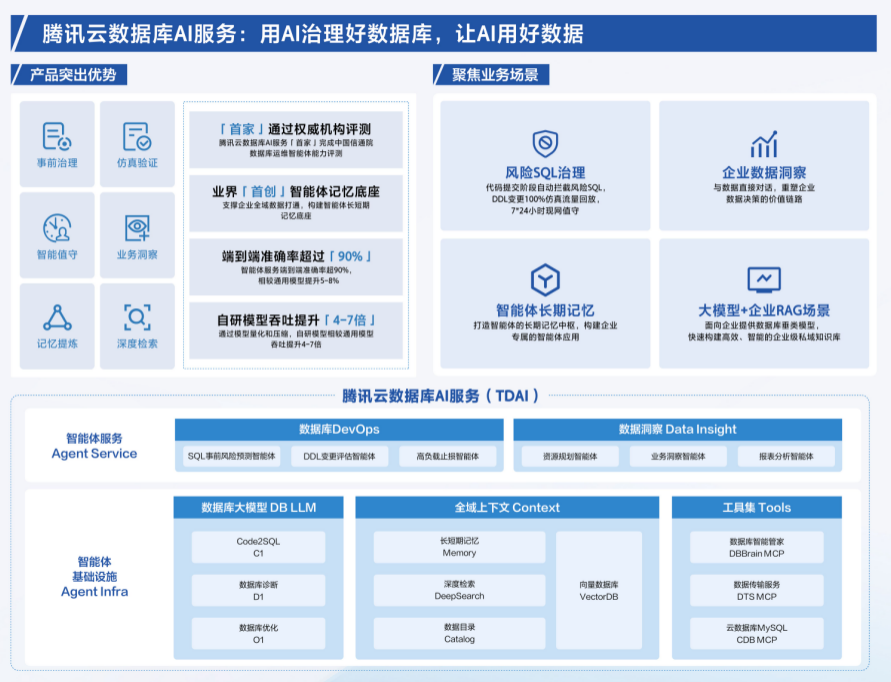 腾讯云数据库AI服务：用AI治理好数据库，让AI用好数据
产品突出优势
事前治理
仿真验证
智能值守
业务洞察
记忆提炼
深度检索
「首家」通过权威机构评测
腾讯云数据库AI服务「首家」完成中国信通院
数据库运维智能体能力评测
业界「首创」智能体记忆底座
支撑企业全域数据打通，构建智能体长短期
记忆底座
端到端准确率超过「90%」
智能体服务端到端准确率超90%，
相较通用模型提升5-8%
自研模型吞吐提升「4-7倍」
通过模型量化和压缩，自研模型相较通用模型
吞吐提升4-7倍
聚焦业务场景
风险SQL治理
代码提交阶段自动拦截风险SQL，
DDL变更100%仿真流量回放，
7*24小时现网值守
企业数据洞察
与数据直接对话，重塑企业
数据决策的价值链路
智能体长期记忆
打造智能体的长期记忆中枢，构建企业
专属的智能体应用
大模型+企业RAG场景
面向企业提供数据库垂类模型，
快速构建高效、智能的企业级私域知识库
腾讯云数据库AI服务（TDAI）
智能体服务
Agent Service
数据库DevOps
SQL事前风险预测智能体
DDL变更评估智能体
高负载止损智能体
数据洞察 Data Insight
资源规划智能体
业务洞察智能体
报表分析智能体
智能体
基础设施
Agent Infra
数据库大模型 DB LLM
Code2SQL
C1
数据库诊断
D1
数据库优化
O1
全域上下文 Context
长短期记忆
Memory
深度检索
DeepSearch
数据目录
Catalog
向量数据库
VectorDB
工具集 Tools
数据库智能管家
DBBrain MCP
数据传输服务
DTS MCP
云数据库MySQL
CDB MCP